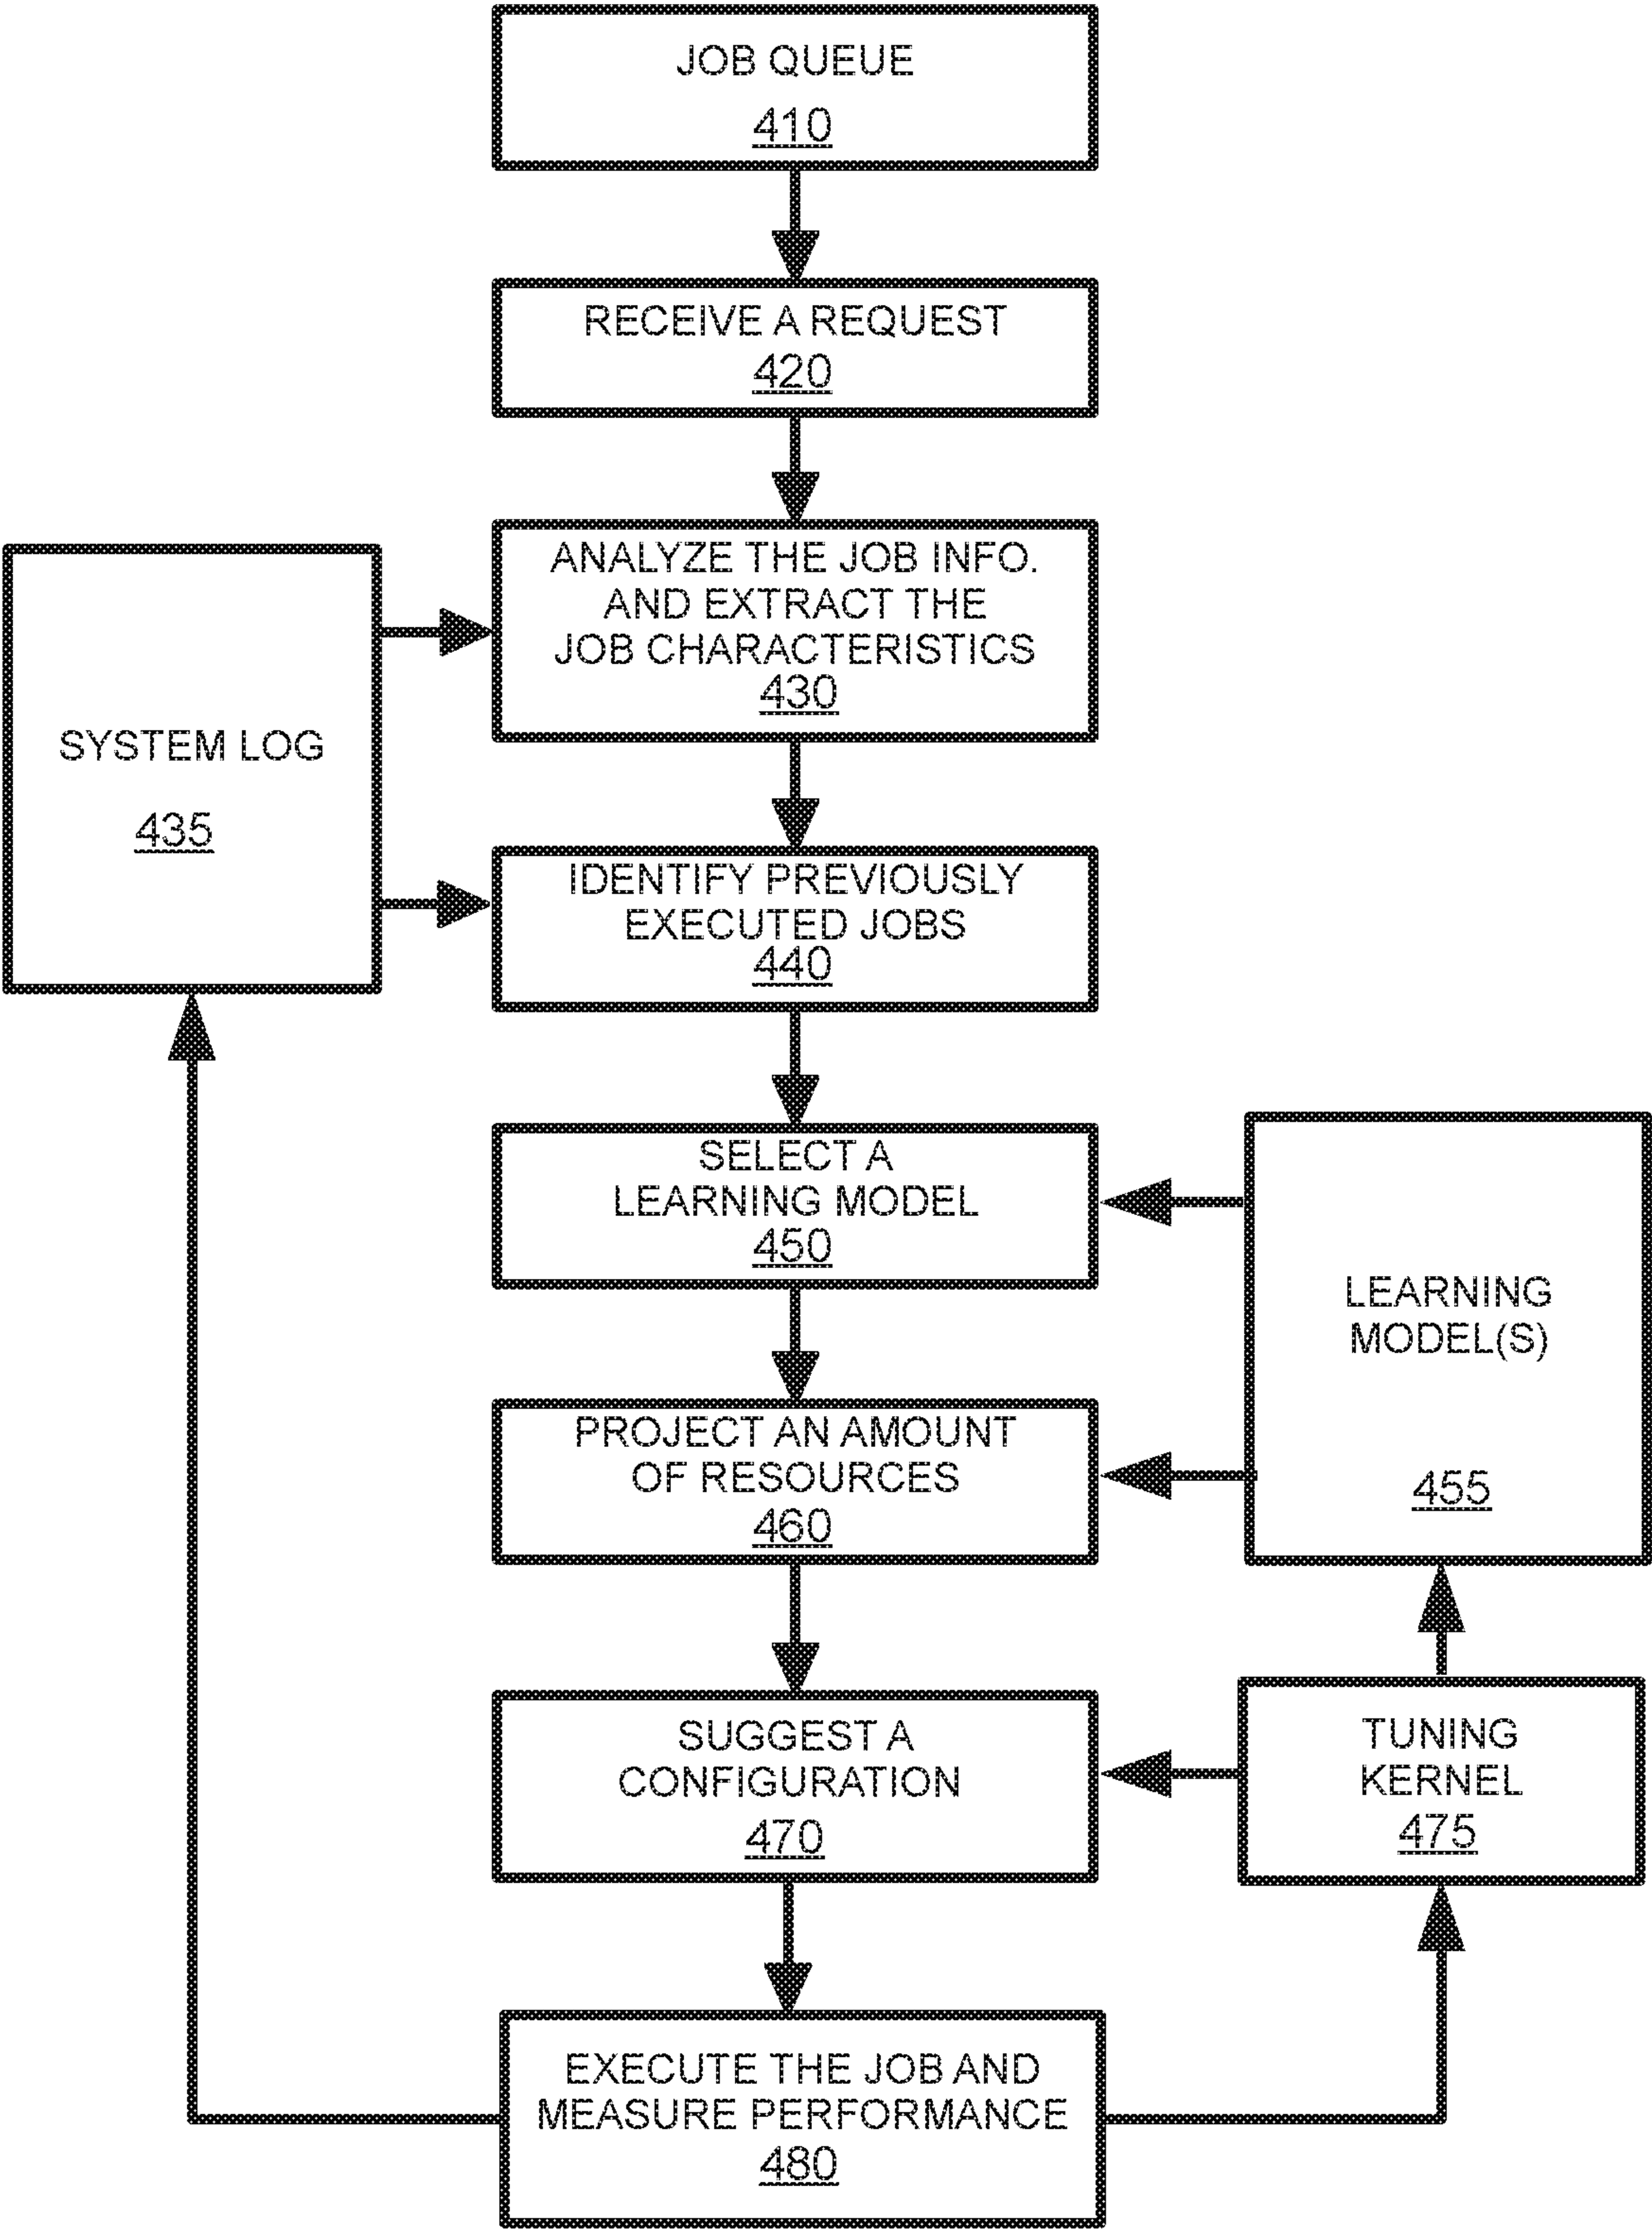 JOB QUEUE
410
RECEIVE A REQUEST
420
ANALYZE THE JOB INFO.
AND EXTRACT THE
JOB CHARACTERISTICS
430
SYSTEM LOG
435
IDENTIFY PREVIOUSLY
EXECUTED JOBS
440
SELECT A
LEARNING MODEL
450
LEARNING
MODEL(S)
455
PROJECT AN AMOUNT
OF RESOURCES
460
SUGGEST A
CONFIGURATION
470
TUNING
KERNEL
475
EXECUTE THE JOB AND
MEASURE PERFORMANCE
480